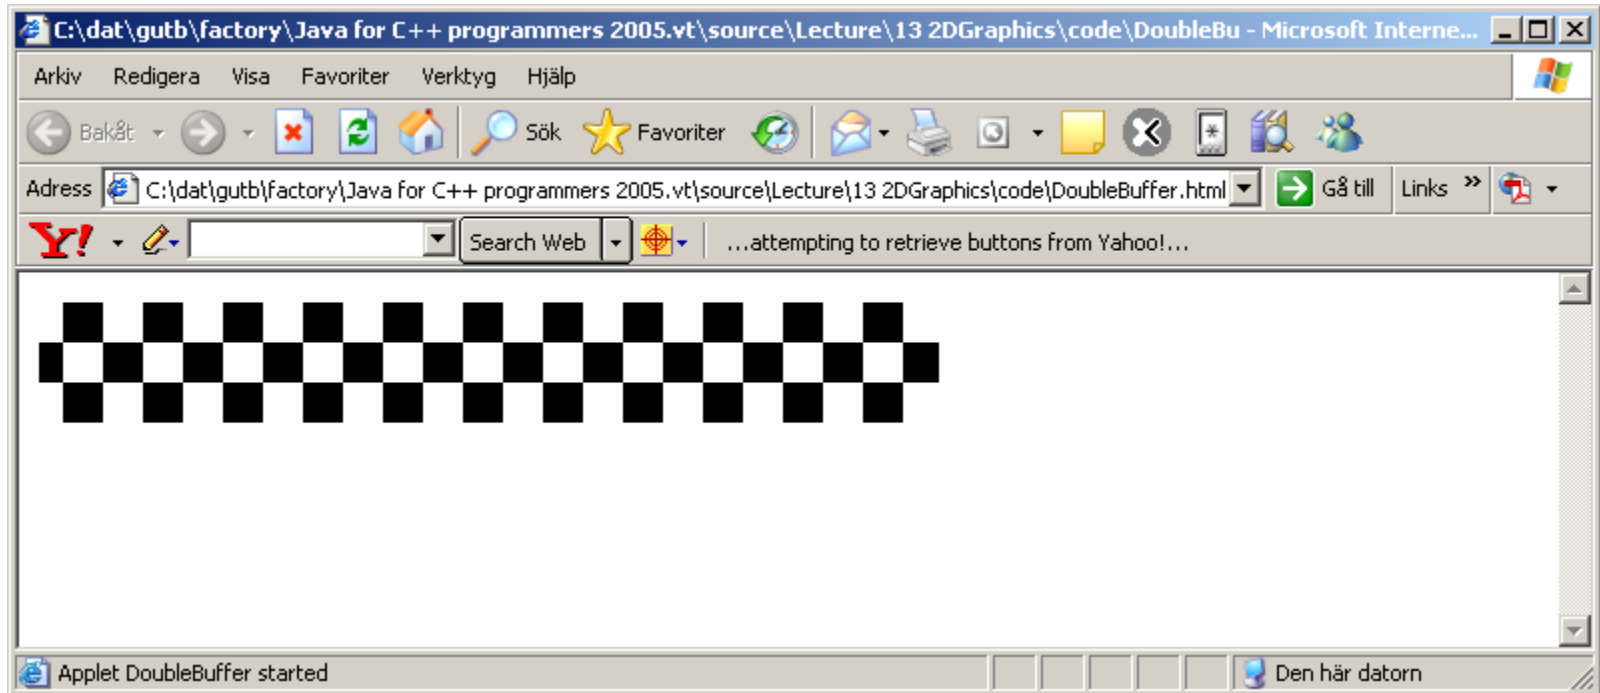 C:\dat\gutb\factory\Java for C++ programmers 2005.vt\source\Lecture\13 2DGraphics\code\DoubleBu - Microsoft Interne...
Arkiv Redigera Visa Favoriter Verktyg Hjälp
Bakåt Sök Favoriter
Adress C:\dat\gutb\factory\Java for C++ programmers 2005.vt\source\Lecture\13 2DGraphics\code\DoubleBuffer.html Gå till Links »
Y! Search Web ...attempting to retrieve buttons from Yahoo!...
Applet DoubleBuffer started Den här datorn